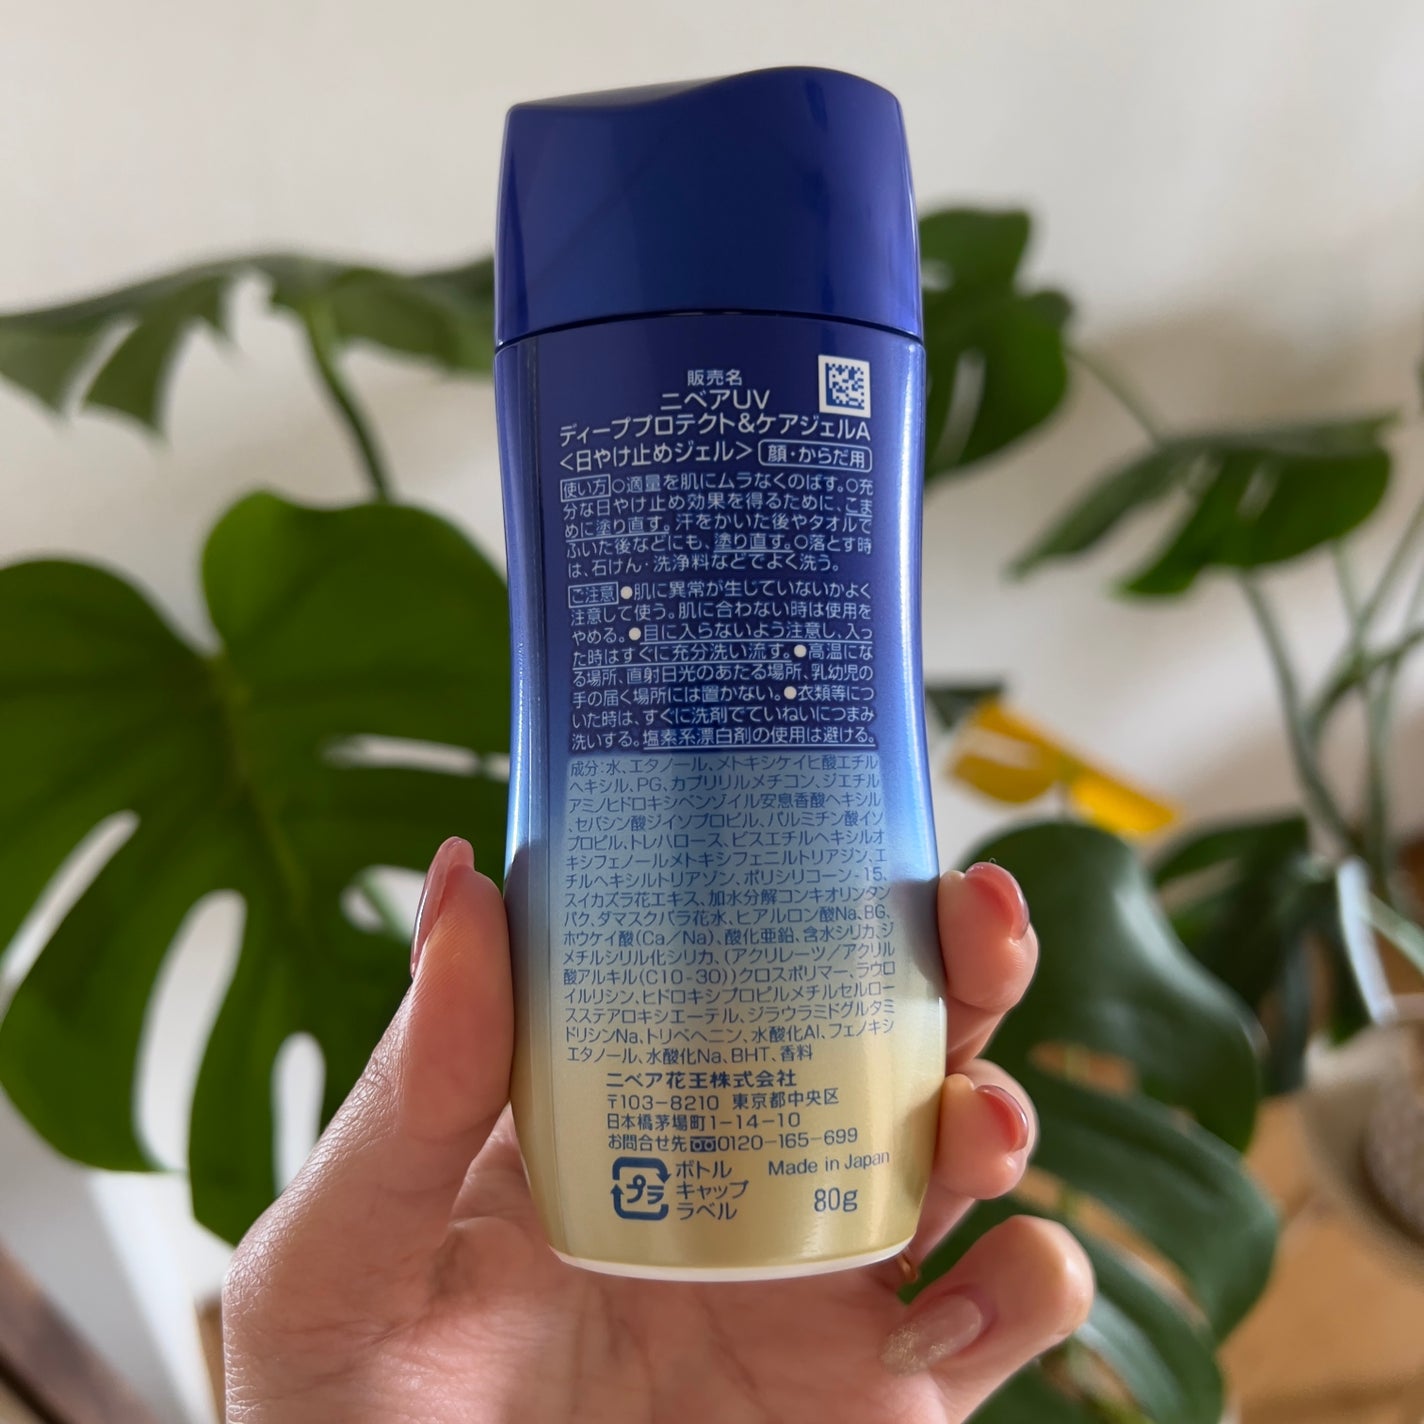 販売名
ニベアUV
ディーププロテクト&ケアジェルA
<日やけ止めジェル> 顔・からだ用
使い方 ○適量を肌にムラなくのばす。○充
分な日やけ止め効果を得るために、こま
めに塗り直す。汗をかいた後やタオルで
ふいた後などにも、塗り直す。○落とす時
は、石けん・洗浄料などでよく洗う。
ご注意 ●肌に異常が生じていないかよく
注意して使う。肌に合わない時は使用を
やめる。●目に入らないよう注意し、入っ
た時はすぐに充分洗い流す。●高温にな
る場所、直射日光のあたる場所、乳幼児の
手の届く場所には置かない。●衣類等につ
いた時は、すぐに洗剤でていねいにつまみ
洗いする。塩素系漂白剤の使用は避ける。
成分:水、エタノール、メトキシケイヒ酸エチル
ヘキシル、PG、カプリリルメチコン、ジエチル
アミノヒドロキシベンゾイル安息香酸ヘキシル
、セバシン酸ジイソプロピル、パルミチン酸イソ
プロピル、トレハロース、ビスエチルヘキシルオ
キシフェノールメトキシフェニルトリアジン、エ
チルヘキシルトリアゾン、ポリシリコーン-15、
スイカズラ花エキス、加水分解コンキオリンタン
パク、ダマスクバラ花水、ヒアルロン酸Na、BG、
ホウケイ酸(Ca/Na)、酸化亜鉛、含水シリカ、ジ
メチルシリル化シリカ、(アクリレーツ/アクリル
酸アルキル(C10-30))クロスポリマー、ラウロ
イルリシン、ヒドロキシプロピルメチルセルロー
スステアロキシエーテル、ジラウラミドグルタミ
ドリシンNa、トリベヘニン、水酸化Al、フェノキシ
エタノール、水酸化Na、BHT、香料
ニベア花王株式会社
〒103-8210 東京都中央区
日本橋茅場町1-14-10
お問合せ先 0120-165-699
プラ ボトル
キャップ
ラベル
Made in Japan
80g